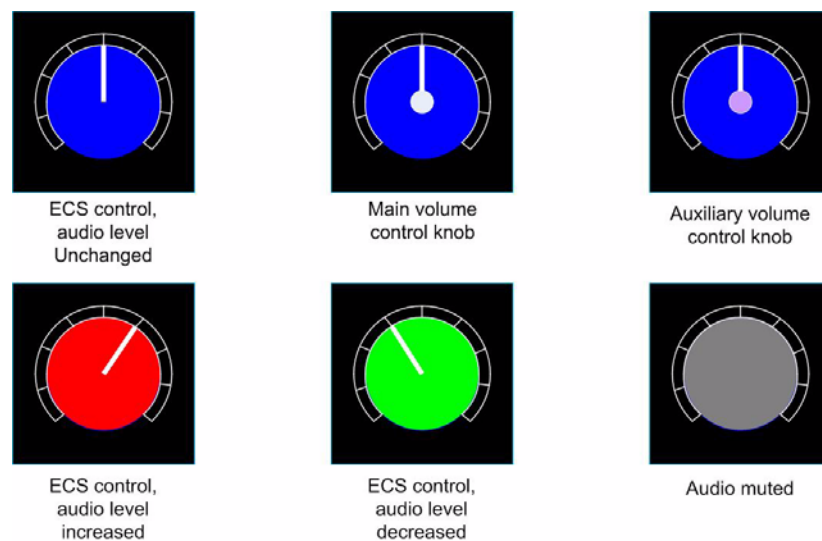 ECS control,
audio level
Unchanged
Main volume
control knob
Auxiliary volume
control knob
ECS control,
audio level
increased
ECS control,
audio level
decreased
Audio muted